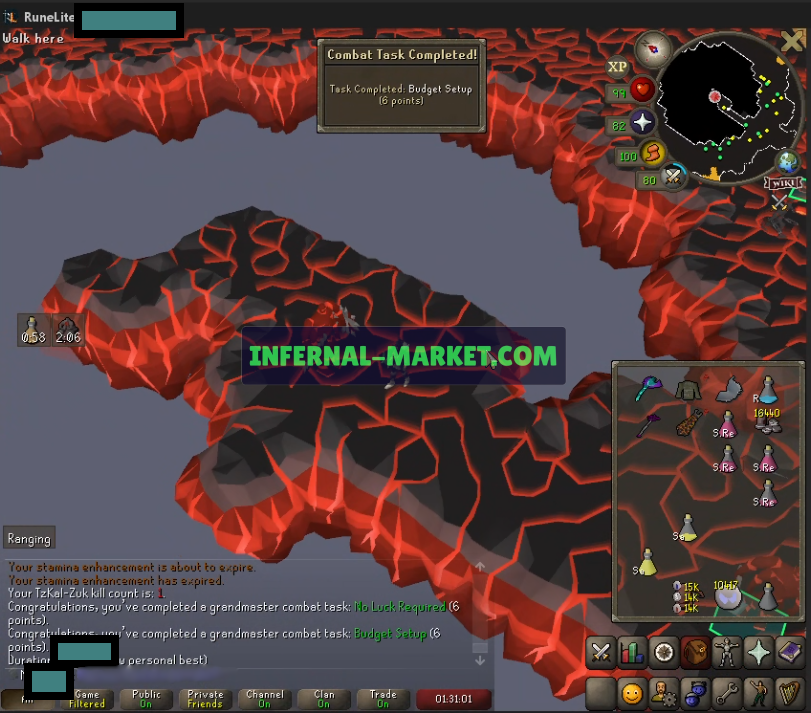 RuneLite
Walk here
Combat Task Completed!
Task Completed: Budget Setup
(6 points)
XP
99
82
100
80
WIKI
0:58 2:06
INFERNAL-MARKET.COM
R
16440
S.Re
S.Re
S.Re
S.Re
15K
14K
14K
Ranging
Your stamina enhancement is about to expire.
Your stamina enhancement has expired.
Your TzKal-Zuk kill count is: 1.
Congratulations, you've completed a grandmaster combat task: No Luck Required (6
points).
Congratulations, you've completed a grandmaster combat task: Budget Setup (6
points).
personal best)
Game
Filtered
Public
On
Private
Friends
Channel
On
Clan
On
Trade
On
01:31:01